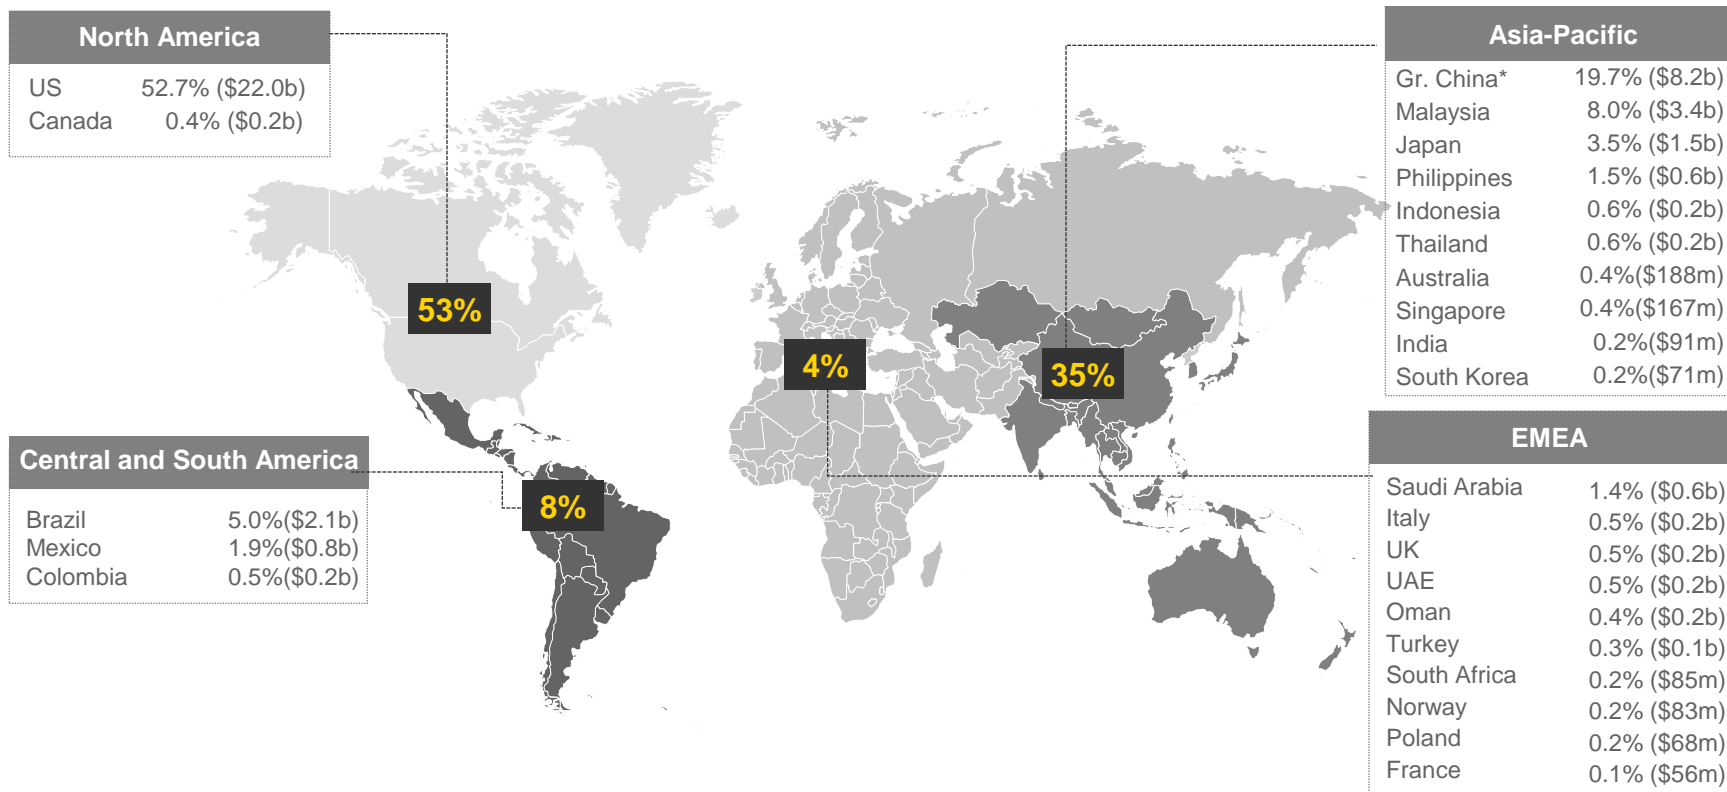 North America
US 52.7% ($22.0b)
Canada 0.4% ($0.2b)
53%
Central and South America
Brazil 5.0%($2.1b)
Mexico 1.9%($0.8b)
Colombia 0.5%($0.2b)
8%
4%
35%
Asia-Pacific
Gr. China* 19.7% ($8.2b)
Malaysia 8.0% ($3.4b)
Japan 3.5% ($1.5b)
Philippines 1.5% ($0.6b)
Indonesia 0.6% ($0.2b)
Thailand 0.6% ($0.2b)
Australia 0.4%($188m)
Singapore 0.4%($167m)
India 0.2%($91m)
South Korea 0.2%($71m)
EMEA
Saudi Arabia 1.4% ($0.6b)
Italy 0.5% ($0.2b)
UK 0.5% ($0.2b)
UAE 0.5% ($0.2b)
Oman 0.4% ($0.2b)
Turkey 0.3% ($0.1b)
South Africa 0.2% ($85m)
Norway 0.2% ($83m)
Poland 0.2% ($68m)
France 0.1% ($56m)